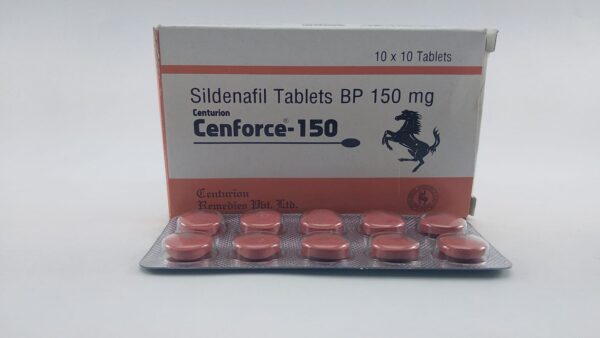 10 x 10 Tablets
Sildenafil Tablets BP 150 mg
Centurion
Cenforce®-150
Centurion
Remedies Pvt. Ltd.